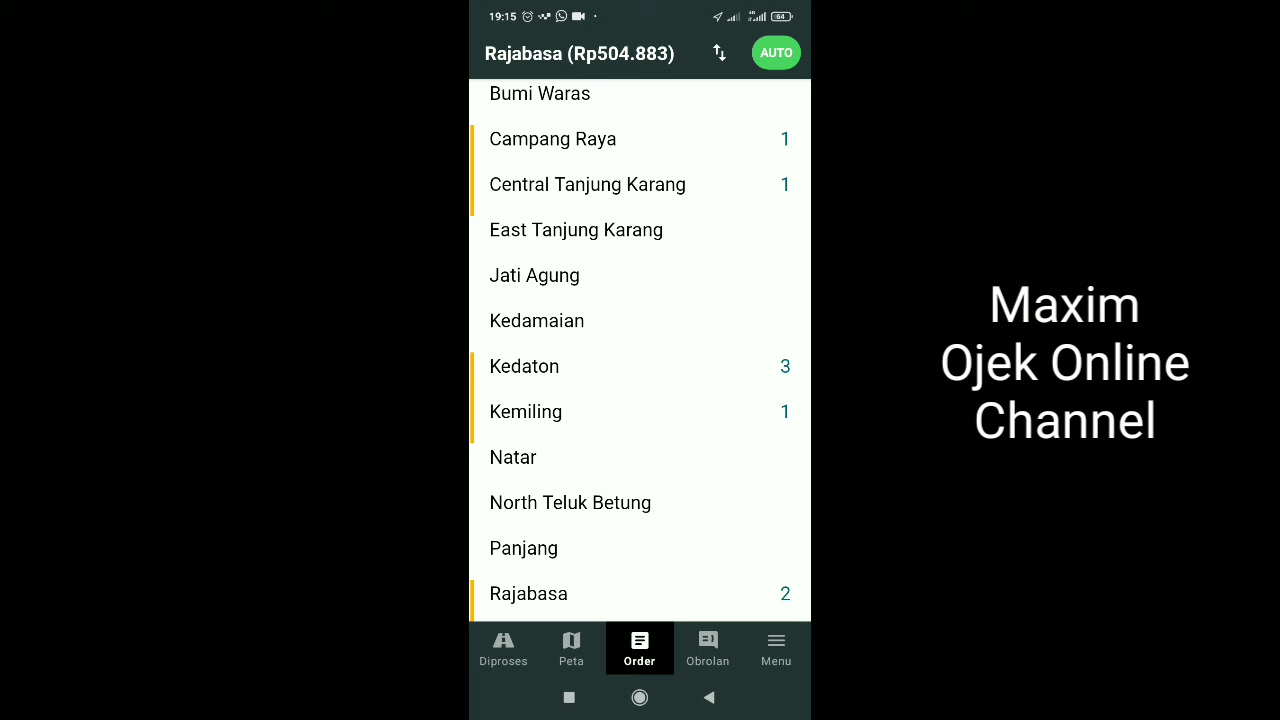 19:15
64
Rajabasa (Rp504.883)
AUTO
Bumi Waras
Campang Raya 1
Central Tanjung Karang 1
East Tanjung Karang
Jati Agung
Kedamaian
Kedaton 3
Kemiling 1
Natar
North Teluk Betung
Panjang
Rajabasa 2
Diproses Peta Order Obrolan Menu
Maxim
Ojek Online
Channel